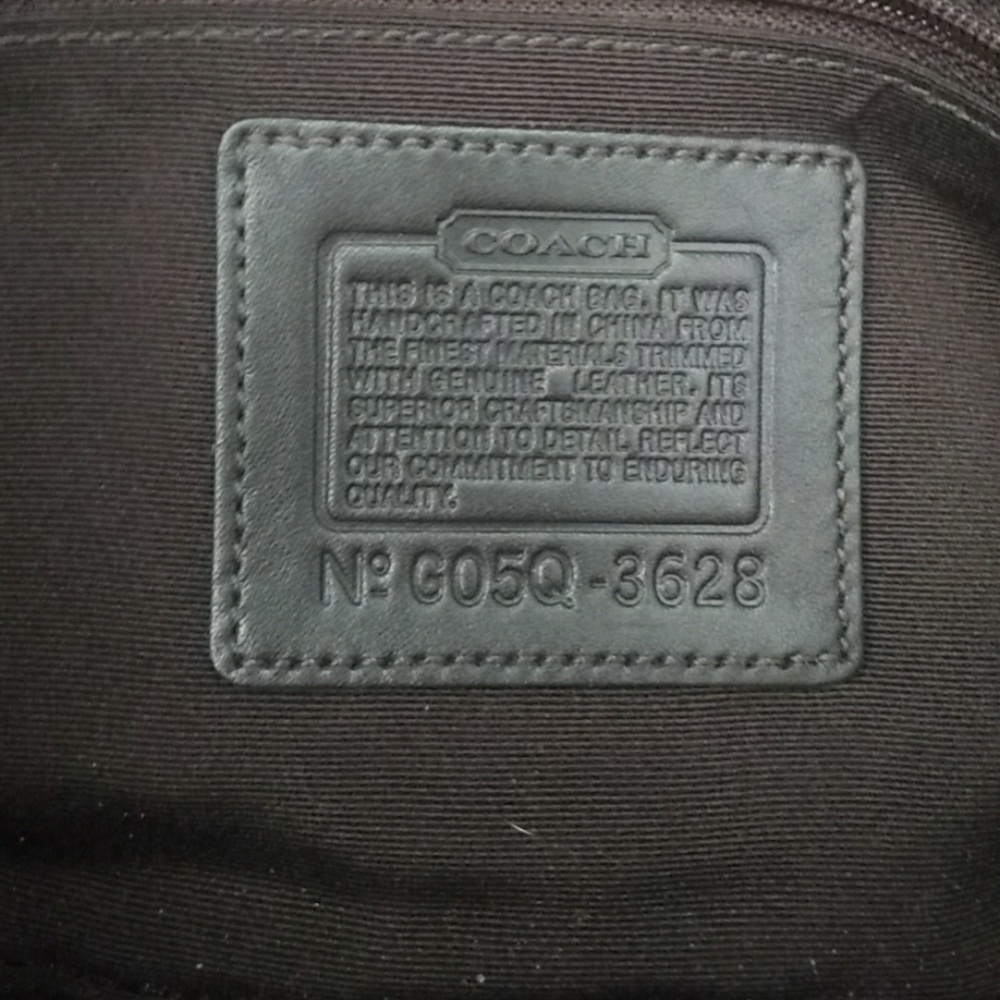 COACH
THIS IS A COACH BAG. IT WAS
HANDCRAFTED IN CHINA FROM
THE FINEST MATERIALS TRIMMED
WITH GENUINE LEATHER. ITS
SUPERIOR CRAFTSMANSHIP AND
ATTENTION TO DETAIL REFLECT
OUR COMMITMENT TO ENDURING
QUALITY.
Nº G05Q-3628